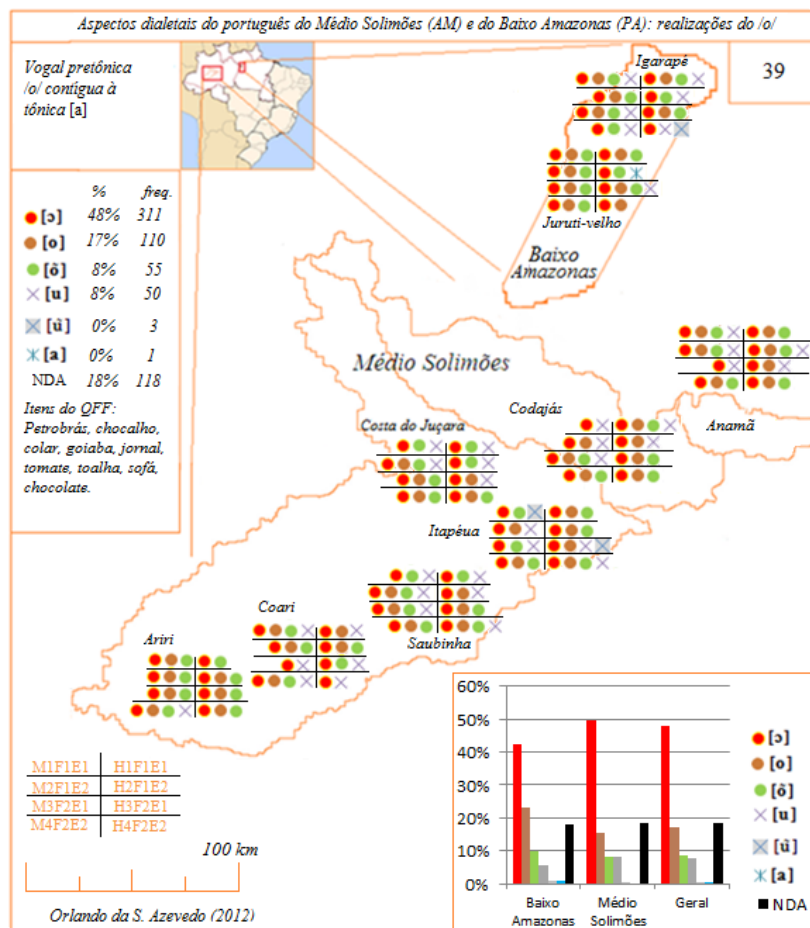 Aspectos dialetais do português do Médio Solimões (AM) e do Baixo Amazonas (PA): realizações do /o/
Vogal pretônica
/o/ contígua à
tônica [a]
39
Igarapé
Juruti-velho
Baixo
Amazonas
% freq.
[ɔ] 48% 311
[o] 17% 110
[õ] 8% 55
[u] 8% 50
[ũ] 0% 3
[a] 0% 1
NDA 18% 118
Itens do QFF:
Petrobrás, chocalho,
colar, goiaba, jornal,
tomate, toalha, sofá,
chocolate.
Médio Solimões
Costa do Juçara
Codajás
Anamã
Itapéua
Saubinha
Coari
Ariri
M1F1E1 H1F1E1
M2F1E2 H2F1E2
M3F2E1 H3F2E1
M4F2E2 H4F2E2
100 km
Orlando da S. Azevedo (2012)
60%
50%
40%
30%
20%
10%
0%
Baixo
Amazonas
Médio
Solimões
Geral
[ɔ]
[o]
[õ]
[u]
[ũ]
[a]
NDA